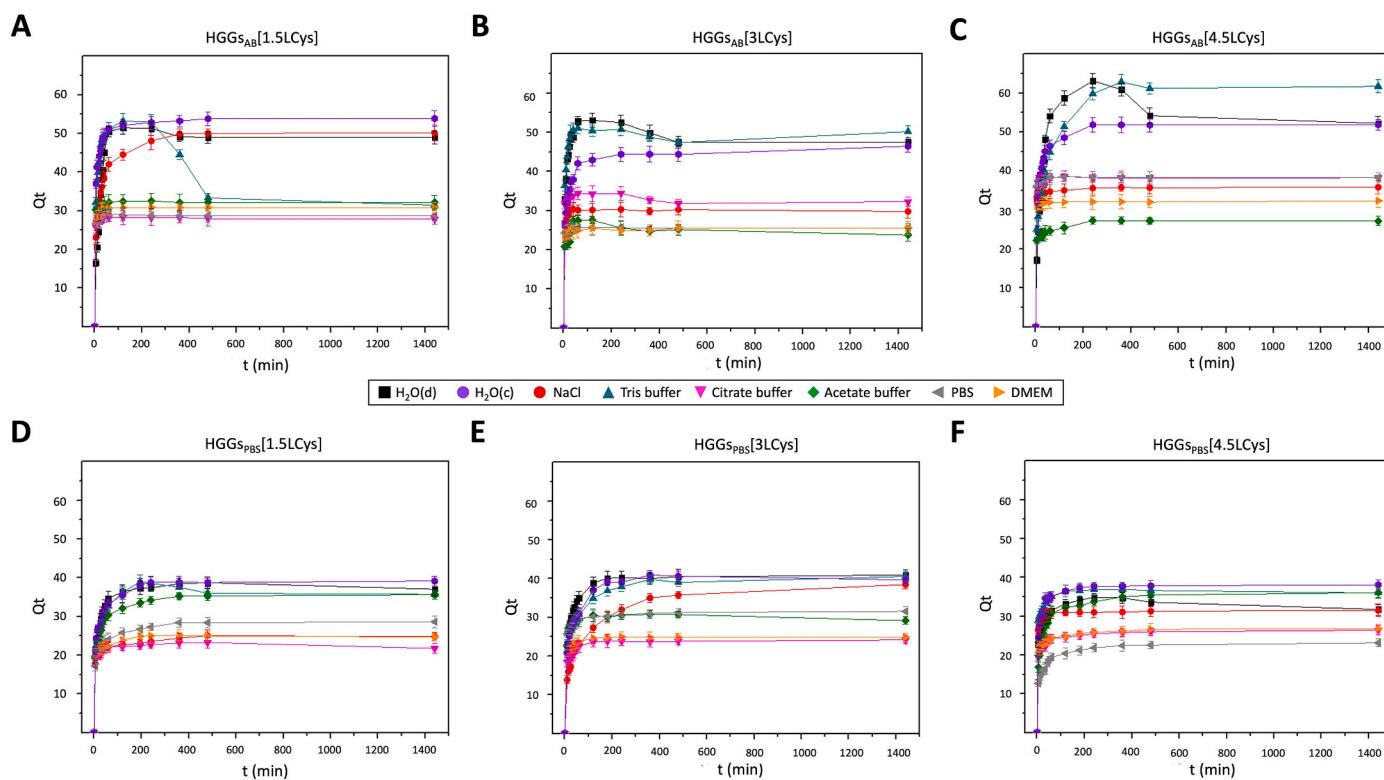 A
HGGsAB[1.5LCys]
Qt
60
50
40
30
20
10
0 200 400 600 800 1000 1200 1400
t (min)
B
HGGsAB[3LCys]
Qt
60
50
40
30
20
10
0 200 400 600 800 1000 1200 1400
t (min)
C
HGGsAB[4.5LCys]
Qt
60
50
40
30
20
10
0 200 400 600 800 1000 1200 1400
t (min)
H2O(d) H2O(c) NaCl Tris buffer Citrate buffer Acetate buffer PBS DMEM
D
HGGsPBS[1.5LCys]
Qt
60
50
40
30
20
10
0 200 400 600 800 1000 1200 1400
t (min)
E
HGGsPBS[3LCys]
Qt
60
50
40
30
20
10
0 200 400 600 800 1000 1200 1400
t (min)
F
HGGsPBS[4.5LCys]
Qt
60
50
40
30
20
10
0 200 400 600 800 1000 1200 1400
t (min)